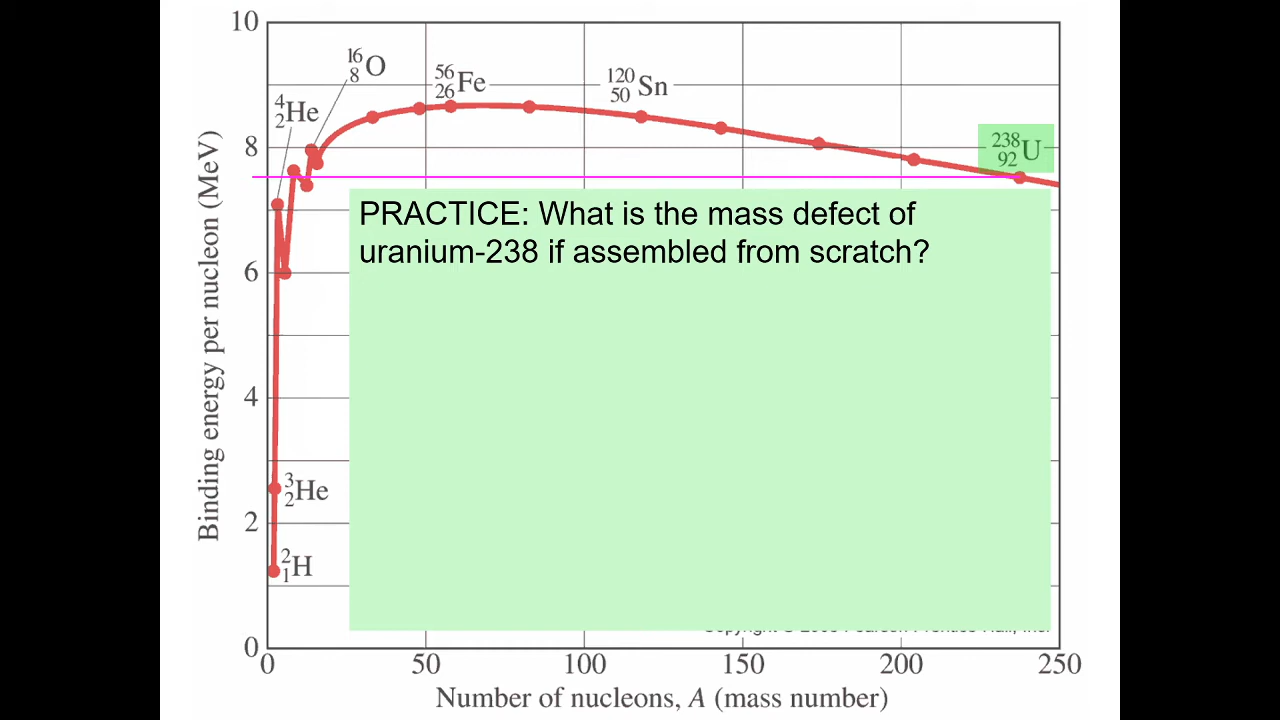 10
8
6
4
2
0
Binding energy per nucleon (MeV)
16
8 O
4
2 He
56
26 Fe
120
50 Sn
238
92 U
3
2 He
2
1 H
PRACTICE: What is the mass defect of
uranium-238 if assembled from scratch?
0 50 100 150 200 250
Number of nucleons, A (mass number)